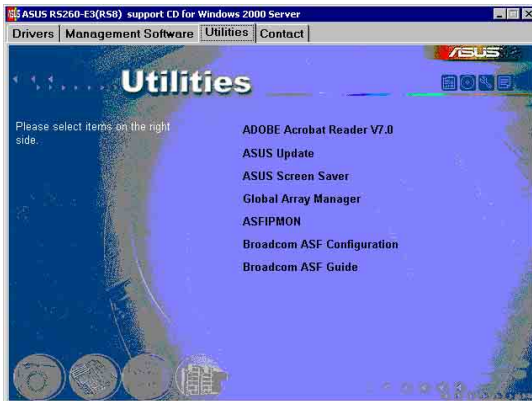 ASUS RS260-E3(RS8) support CD for Windows 2000 Server
Drivers Management Software Utilities Contact
ASUS
Utilities
Please select items on the right
side.
ADOBE Acrobat Reader V7.0
ASUS Update
ASUS Screen Saver
Global Array Manager
ASFIPMON
Broadcom ASF Configuration
Broadcom ASF Guide